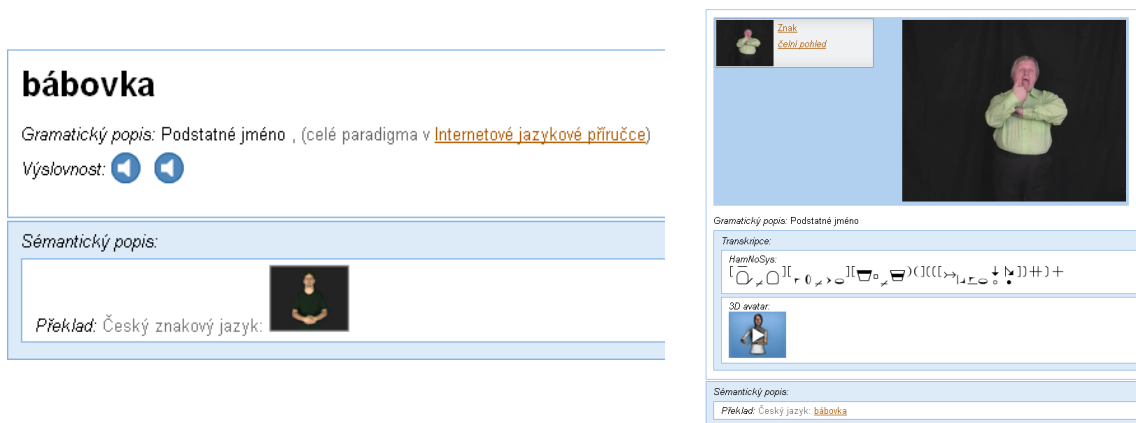 bábovka
Gramatický popis: Podstatné jméno , (celé paradigma v Internetové jazykové příručce)
Výslovnost:
Sémantický popis:
Překlad: Český znakový jazyk:
Znak
čelní pohled
Gramatický popis: Podstatné jméno
Transkripce:
HamNoSys:
3D avatar:
Sémantický popis:
Překlad: Český jazyk: bábovka